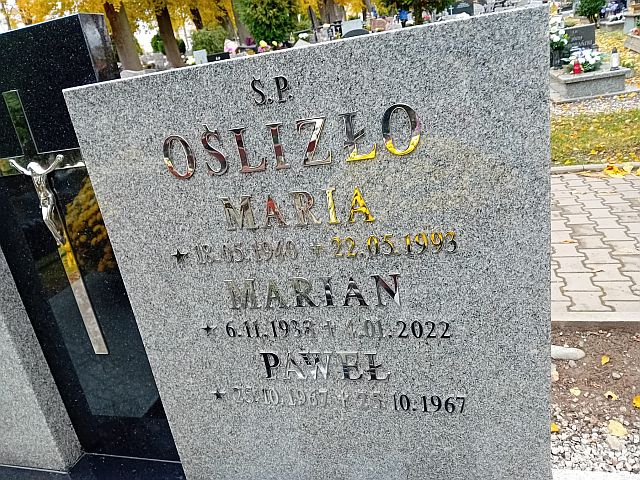 Ś.P.
OŚLIZŁO
MARIA
★ 18.05.1940 + 22.05.1993
MARIAN
★ 6.11.1938 + 4.01.2022
PAWEŁ
★ 25.10.1967 + 25.10.1967